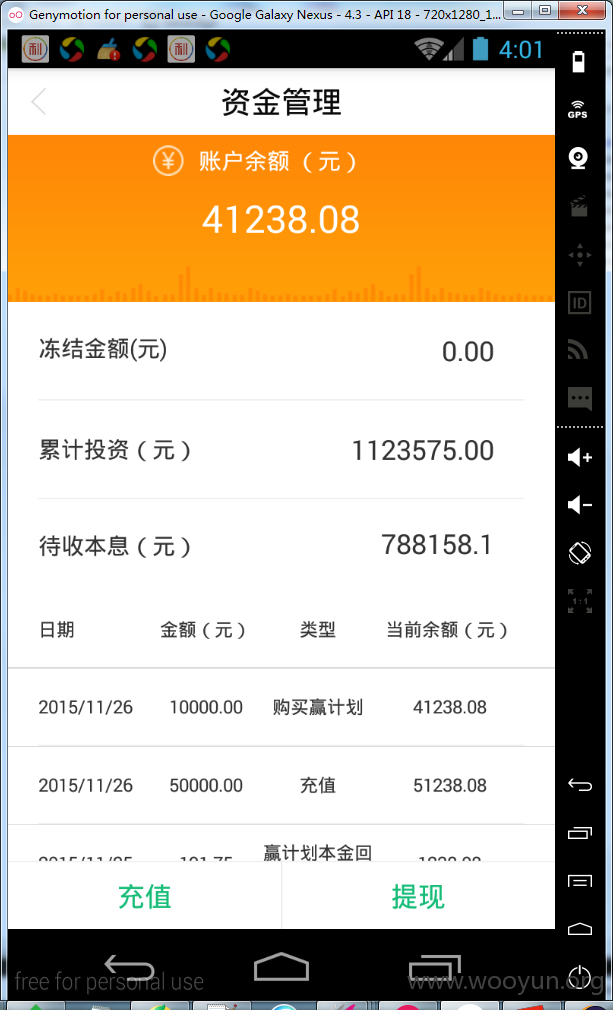 Genymotion for personal use - Google Galaxy Nexus - 4.3 - API 18 - 720x1280_1...
利 利 4:01
GPS
资金管理
¥ 账户余额（元）
41238.08
ID
冻结金额(元) 0.00
累计投资（元） 1123575.00
待收本息（元） 788158.1
1:1
日期 金额（元） 类型 当前余额（元）
2015/11/26 10000.00 购买赢计划 41238.08
2015/11/26 50000.00 充值 51238.08
赢计划本金回
充值 提现
free for personal use
www.wooyun.org